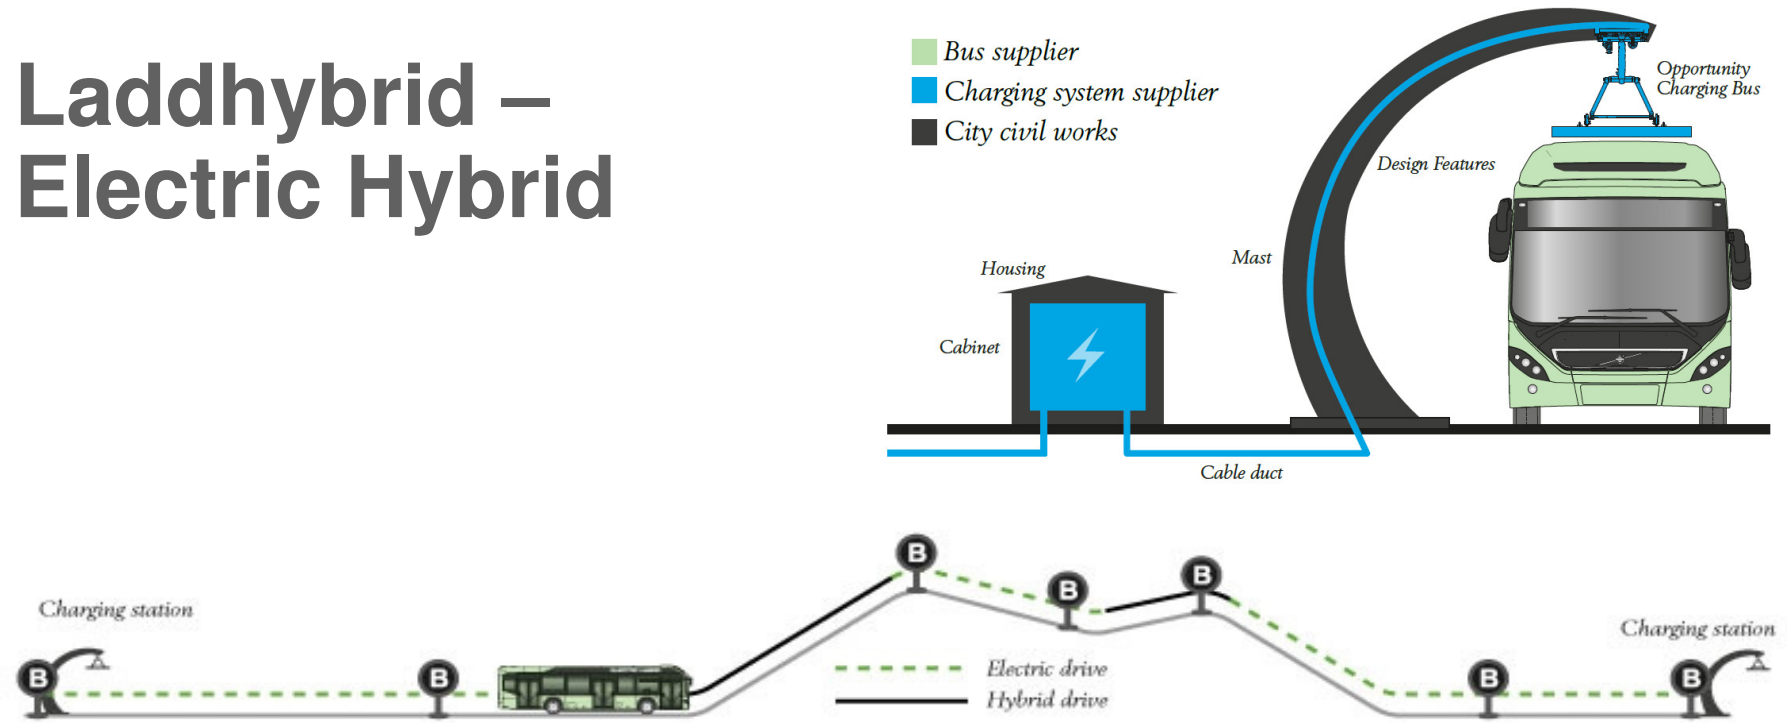 Laddhybrid –
Electric Hybrid
Bus supplier
Charging system supplier
City civil works
Opportunity
Charging Bus
Design Features
Mast
Housing
Cabinet
Cable duct
Charging station
B
B
B
B
B
B
B
Charging station
Electric drive
Hybrid drive